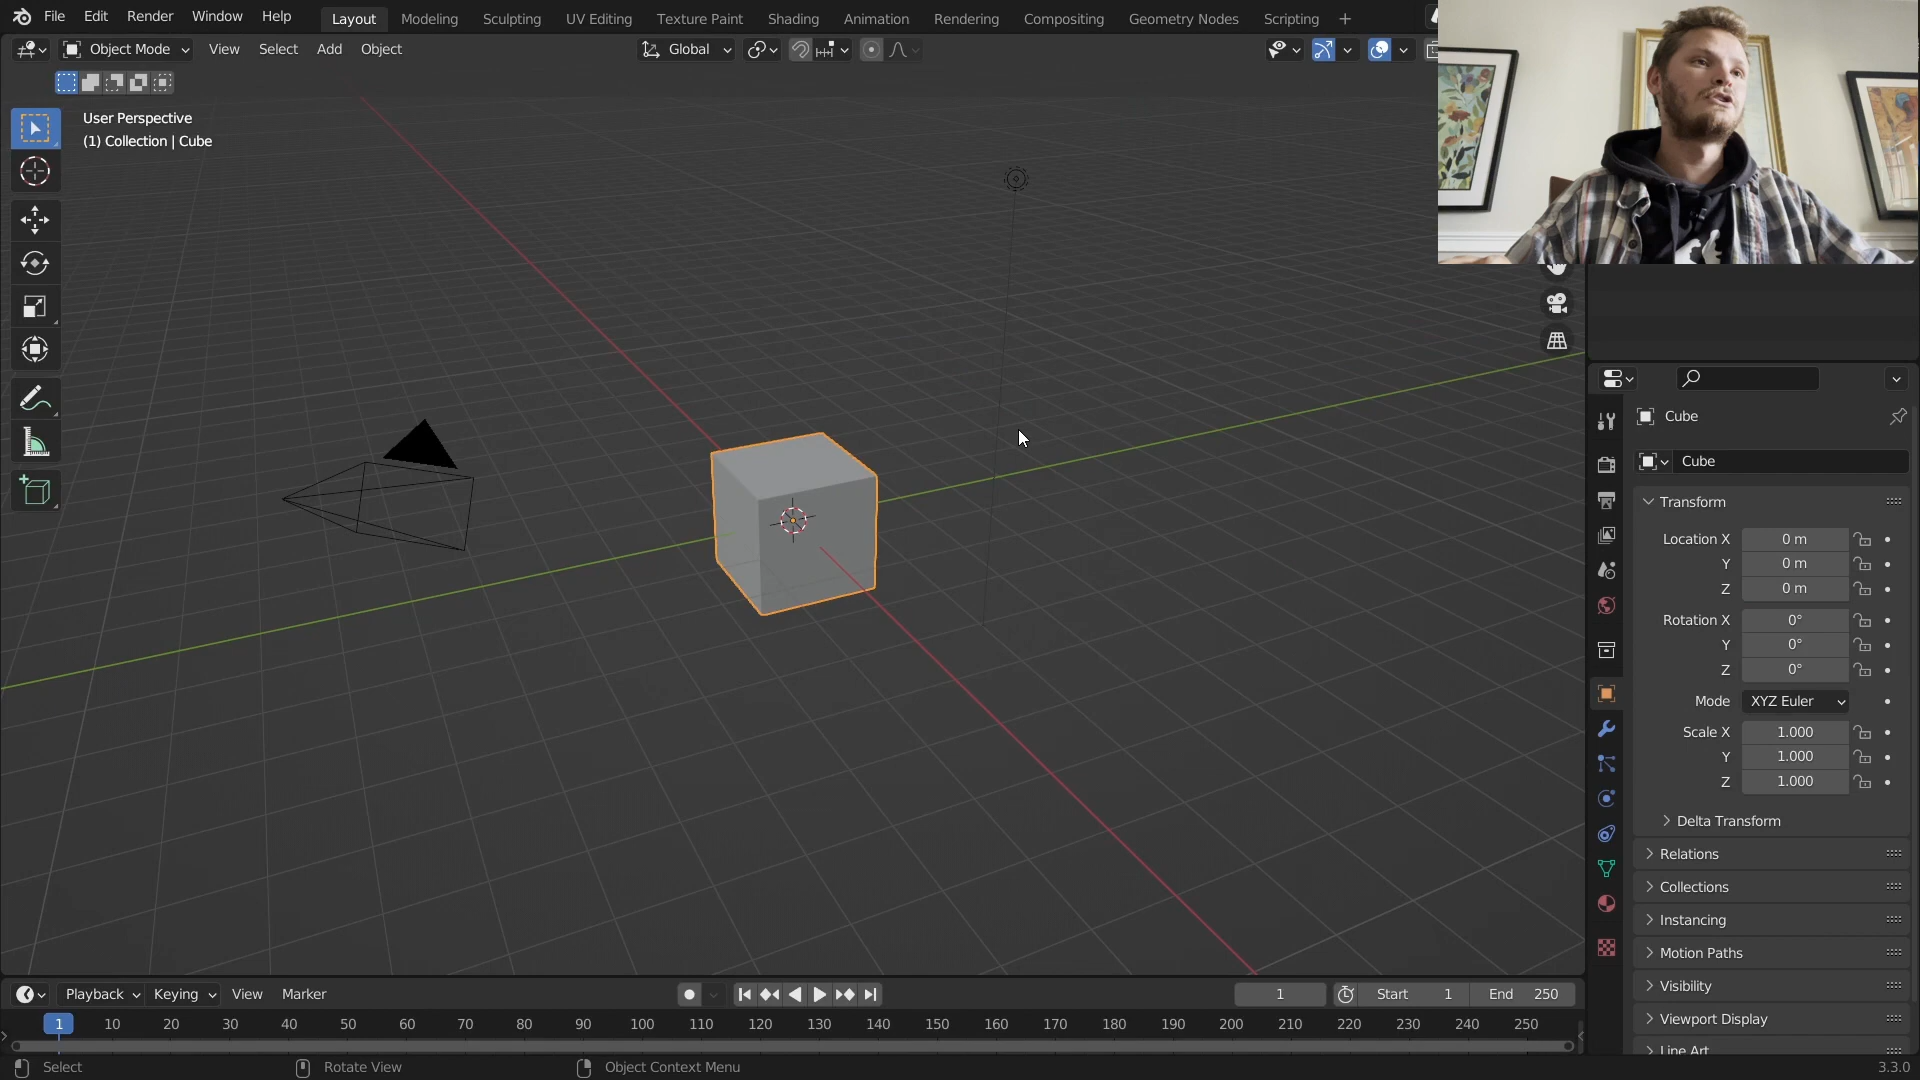 File Edit Render Window Help Layout Modeling Sculpting UV Editing Texture Paint Shading Animation Rendering Compositing Geometry Nodes Scripting +
Object Mode View Select Add Object Global
User Perspective
(1) Collection | Cube
Cube
Cube
Transform
Location X 0 m
Y 0 m
Z 0 m
Rotation X 0°
Y 0°
Z 0°
Mode XYZ Euler
Scale X 1.000
Y 1.000
Z 1.000
Delta Transform
Relations
Collections
Instancing
Motion Paths
Visibility
Viewport Display
Line Art
Playback Keying View Marker 1 Start 1 End 250
1 10 20 30 40 50 60 70 80 90 100 110 120 130 140 150 160 170 180 190 200 210 220 230 240 250
Select Rotate View Object Context Menu 3.3.0